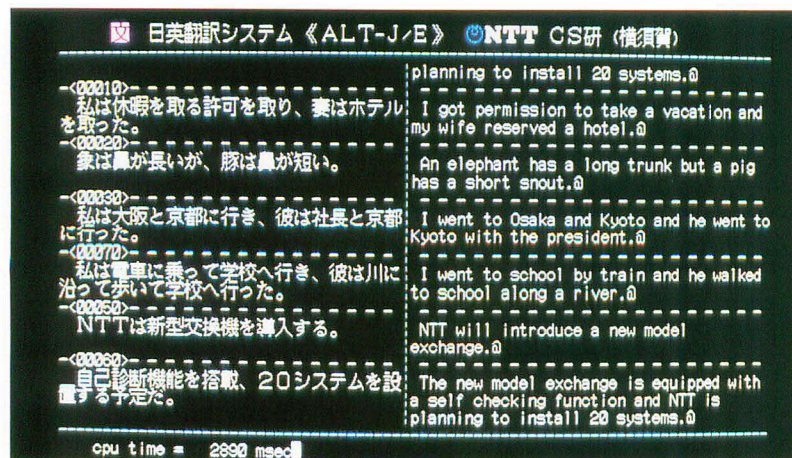 文 日英翻訳システム《ALT-J/E》 NTT CS研 (横須賀)
planning to install 20 systems.@
-<00010>-
私は休暇を取る許可を取り、妻はホテル
を取った。
I got permission to take a vacation and
my wife reserved a hotel.@
-<00020>-
象は鼻が長いが、豚は鼻が短い。
An elephant has a long trunk but a pig
has a short snout.@
-<00030>-
私は大阪と京都に行き、彼は社長と京都
に行った。
I went to Osaka and Kyoto and he went to
Kyoto with the president.@
-<00070>-
私は電車に乗って学校へ行き、彼は川に
沿って歩いて学校へ行った。
I went to school by train and he walked
to school along a river.@
-<00050>-
NTTは新型交換機を導入する。
NTT will introduce a new model
exchange.@
-<00060>-
自己診断機能を搭載、20システムを設
置する予定だ。
The new model exchange is equipped with
a self checking function and NTT is
planning to install 20 systems.@
cpu time = 2890 msec